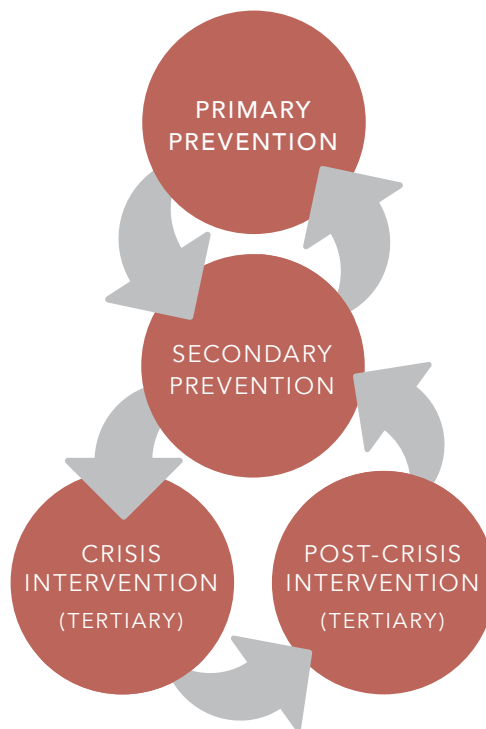 PRIMARY
PREVENTION
SECONDARY
PREVENTION
CRISIS
INTERVENTION
(TERTIARY)
POST-CRISIS
INTERVENTION
(TERTIARY)